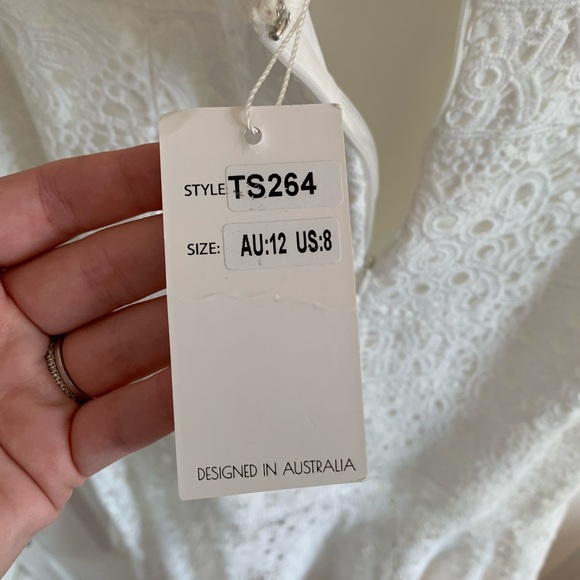 STYLE TS264
SIZE: AU:12 US:8
DESIGNED IN AUSTRALIA